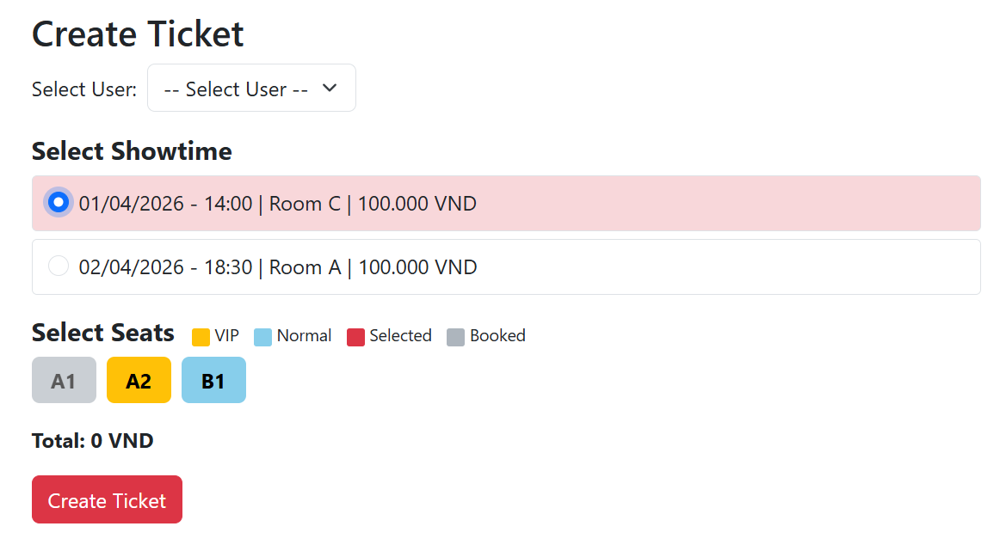 Create Ticket
Select User: -- Select User --
Select Showtime
01/04/2026 - 14:00 | Room C | 100.000 VND
02/04/2026 - 18:30 | Room A | 100.000 VND
Select Seats VIP Normal Selected Booked
A1 A2 B1
Total: 0 VND
Create Ticket